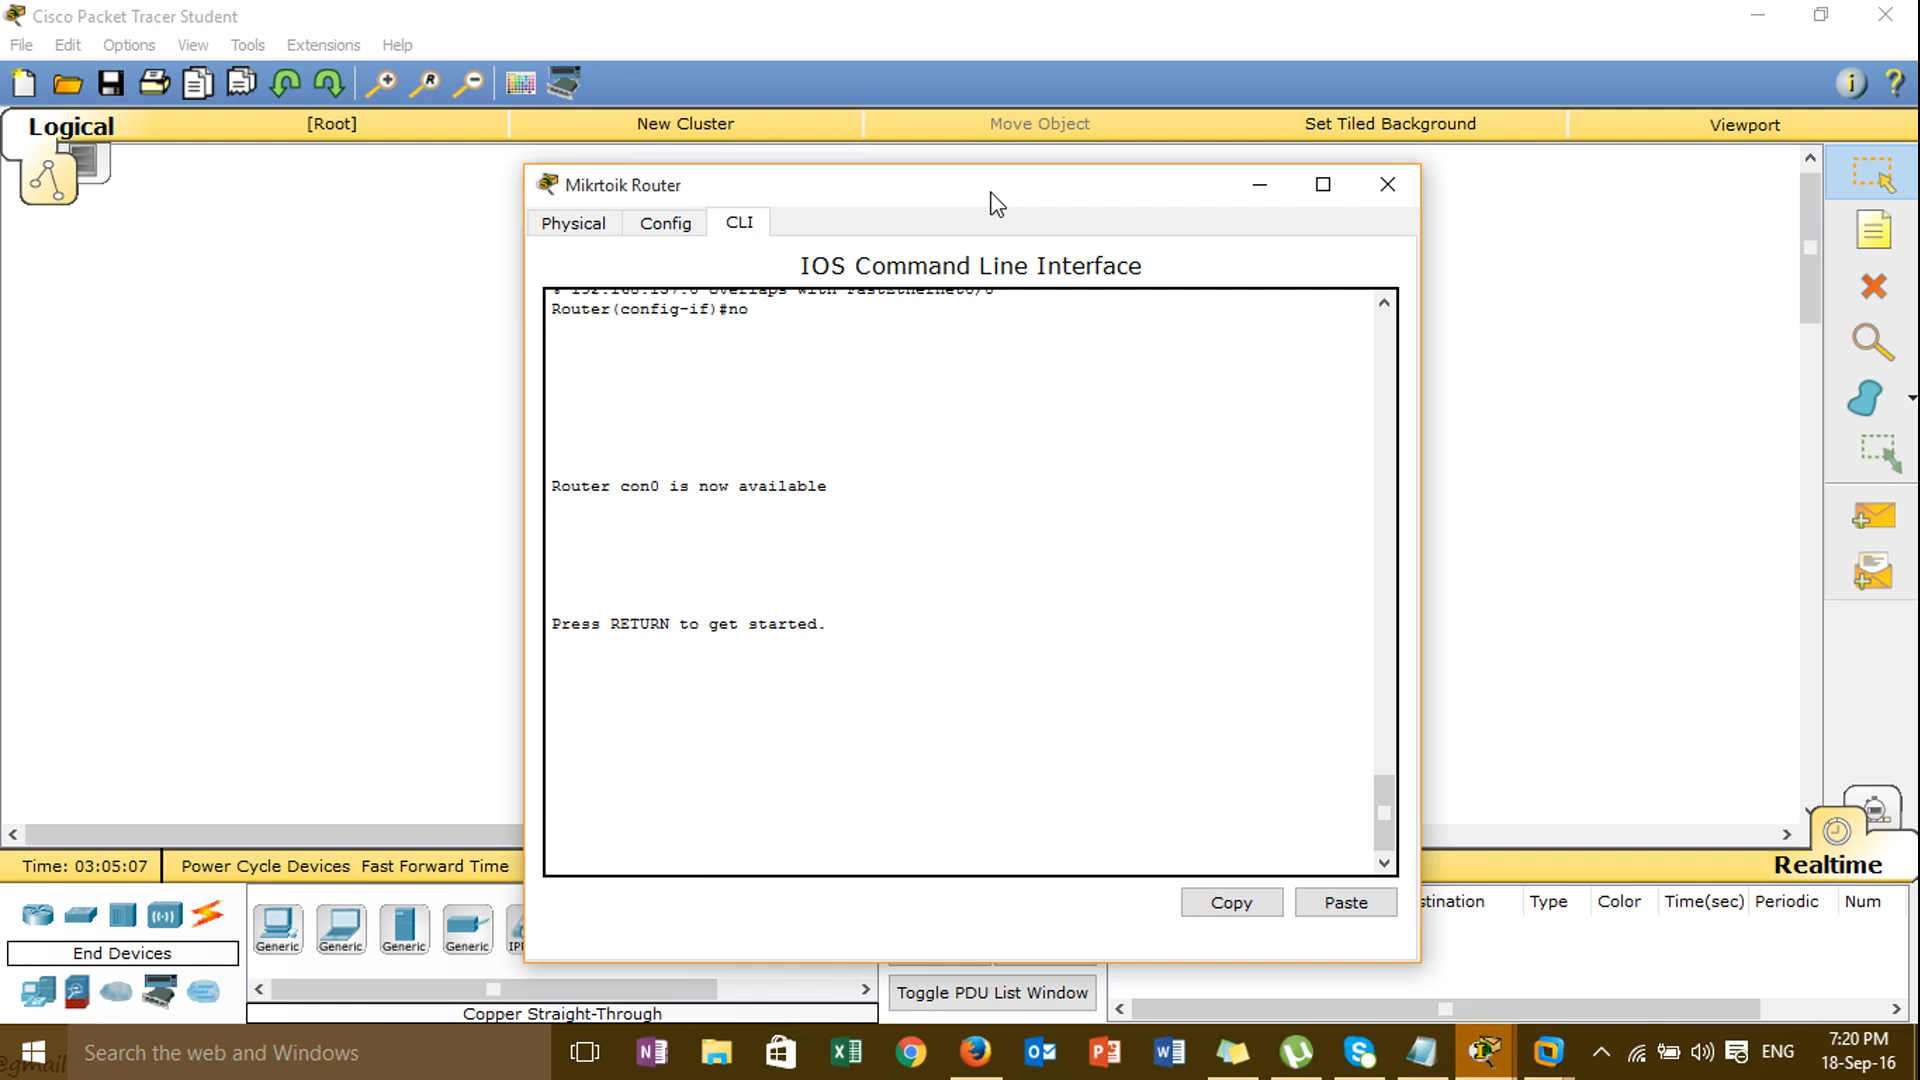 Cisco Packet Tracer Student
File Edit Options View Tools Extensions Help
Logical [Root] New Cluster Move Object Set Tiled Background Viewport
Mikrtoik Router
Physical Config CLI
IOS Command Line Interface
Router(config-if)#no
Router con0 is now available
Press RETURN to get started.
Copy Paste
Time: 03:05:07 Power Cycle Devices Fast Forward Time Realtime
stination Type Color Time(sec) Periodic Num
Generic Generic Generic Generic IP
End Devices
Toggle PDU List Window
Copper Straight-Through
@gmail
Search the web and Windows
ENG
7:20 PM
18-Sep-16